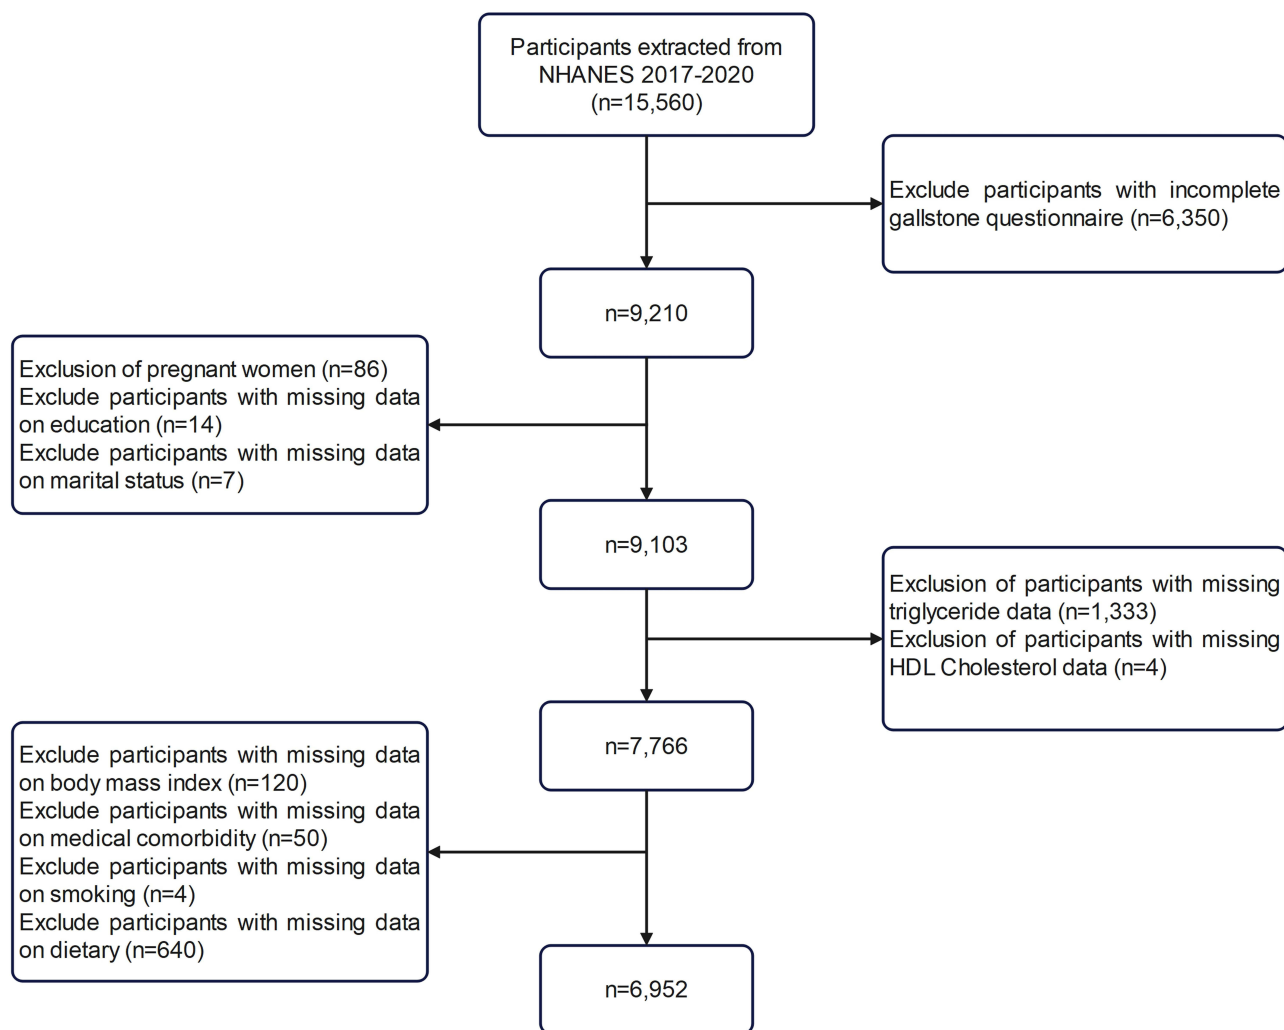 Participants extracted from
NHANES 2017-2020
(n=15,560)
Exclude participants with incomplete
gallstone questionnaire (n=6,350)
n=9,210
Exclusion of pregnant women (n=86)
Exclude participants with missing data
on education (n=14)
Exclude participants with missing data
on marital status (n=7)
n=9,103
Exclusion of participants with missing
triglyceride data (n=1,333)
Exclusion of participants with missing
HDL Cholesterol data (n=4)
n=7,766
Exclude participants with missing data
on body mass index (n=120)
Exclude participants with missing data
on medical comorbidity (n=50)
Exclude participants with missing data
on smoking (n=4)
Exclude participants with missing data
on dietary (n=640)
n=6,952